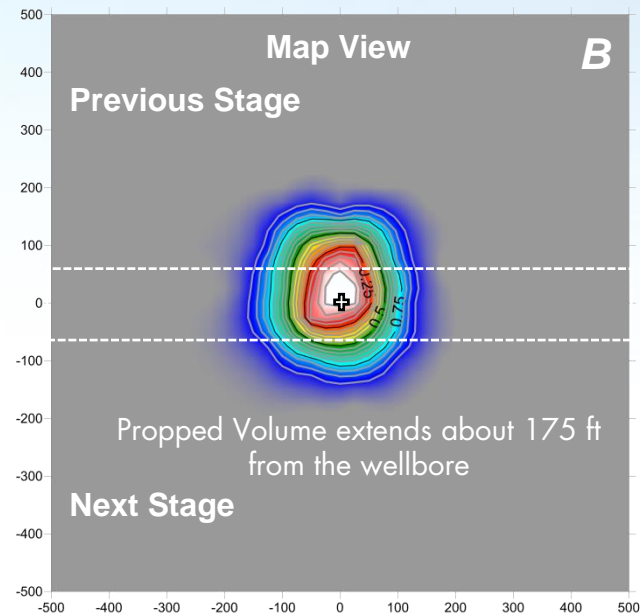 Map View
B
Previous Stage
0.25
0.5
0.75
Propped Volume extends about 175 ft
from the wellbore
Next Stage
500
400
300
200
100
0
-100
-200
-300
-400
-500
-500 -400 -300 -200 -100 0 100 200 300 400 500